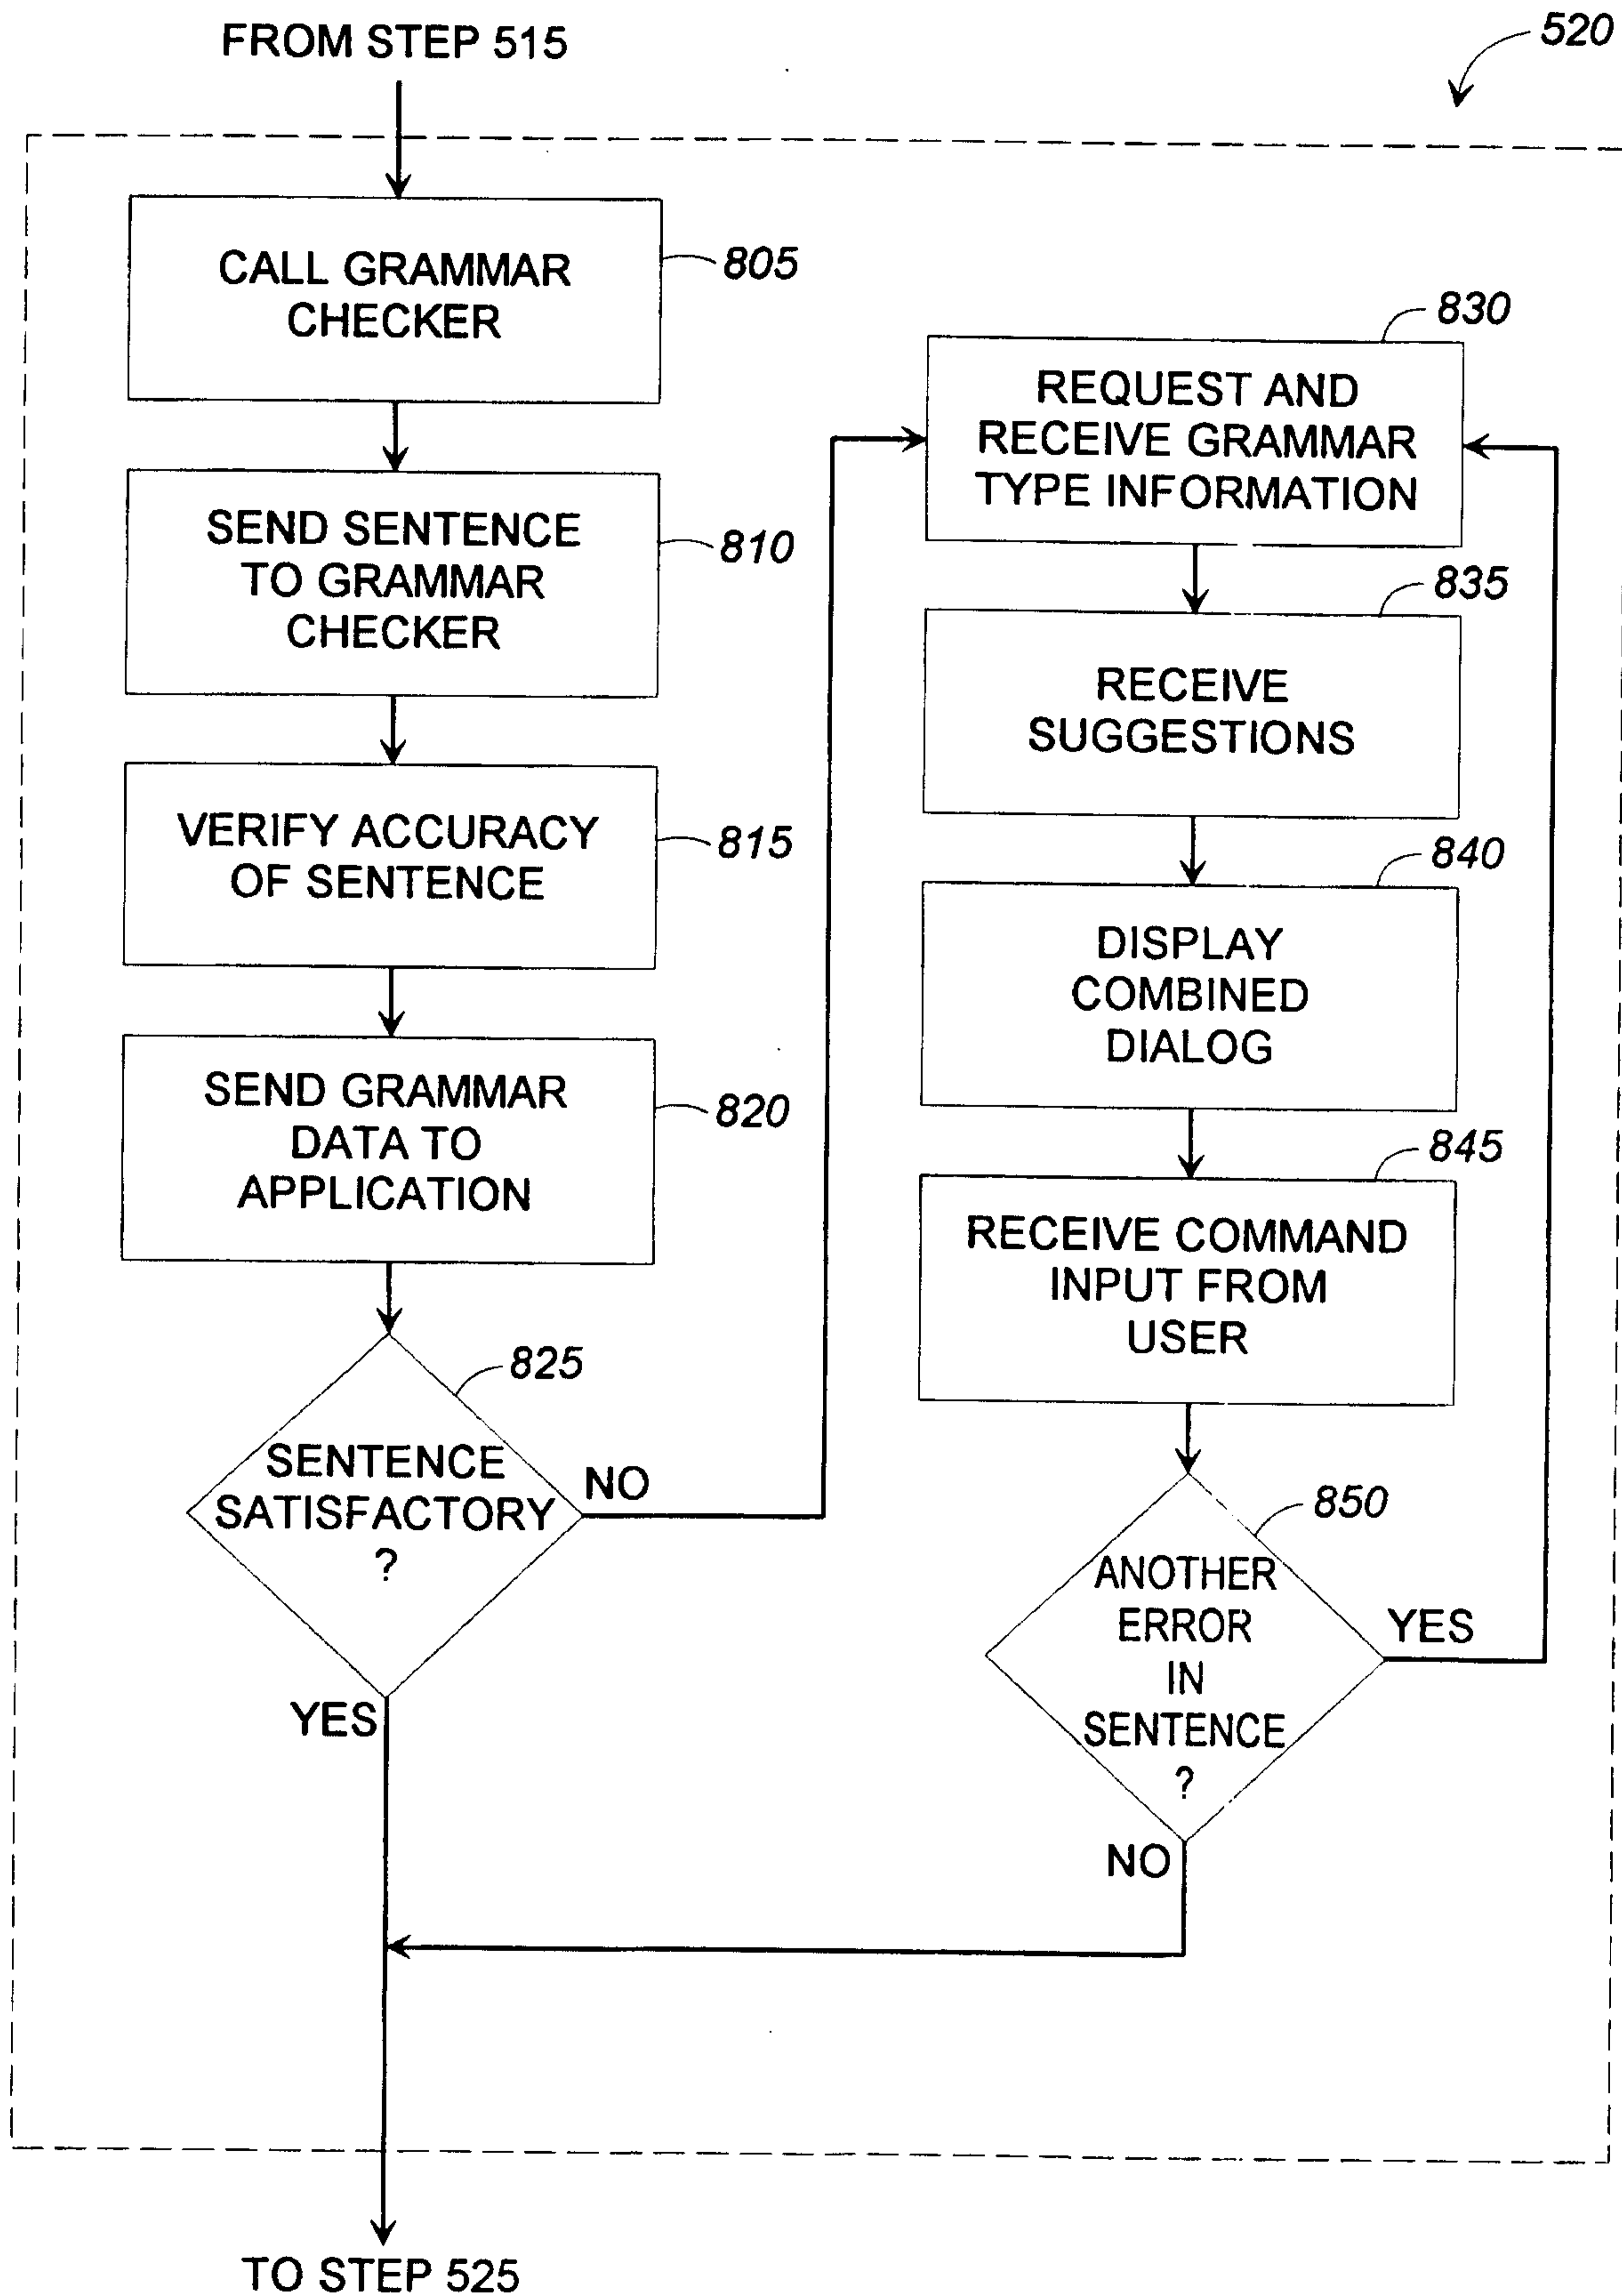 FROM STEP 515
520
CALL GRAMMAR
CHECKER
805
SEND SENTENCE
TO GRAMMAR
CHECKER
810
VERIFY ACCURACY
OF SENTENCE
815
SEND GRAMMAR
DATA TO
APPLICATION
820
825
SENTENCE
SATISFACTORY
?
NO
YES
830
REQUEST AND
RECEIVE GRAMMAR
TYPE INFORMATION
835
RECEIVE
SUGGESTIONS
840
DISPLAY
COMBINED
DIALOG
845
RECEIVE COMMAND
INPUT FROM
USER
850
ANOTHER
ERROR
IN
SENTENCE
?
YES
NO
TO STEP 525